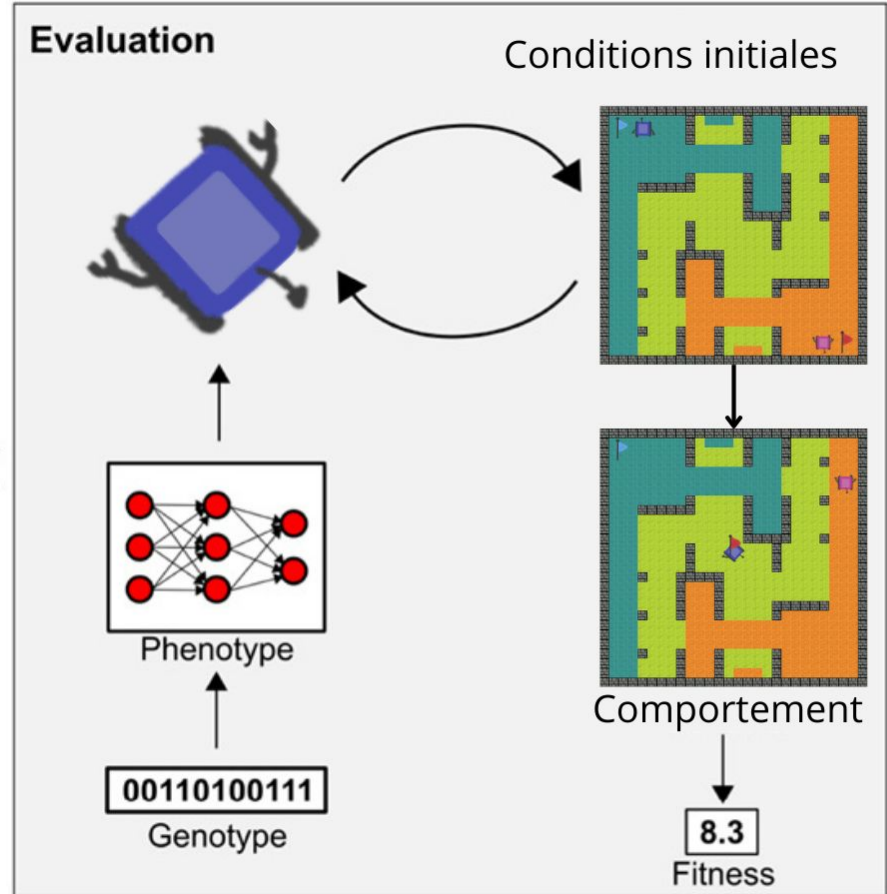 Evaluation
Conditions initiales
Phenotype
Comportement
00110100111
Genotype
8.3
Fitness